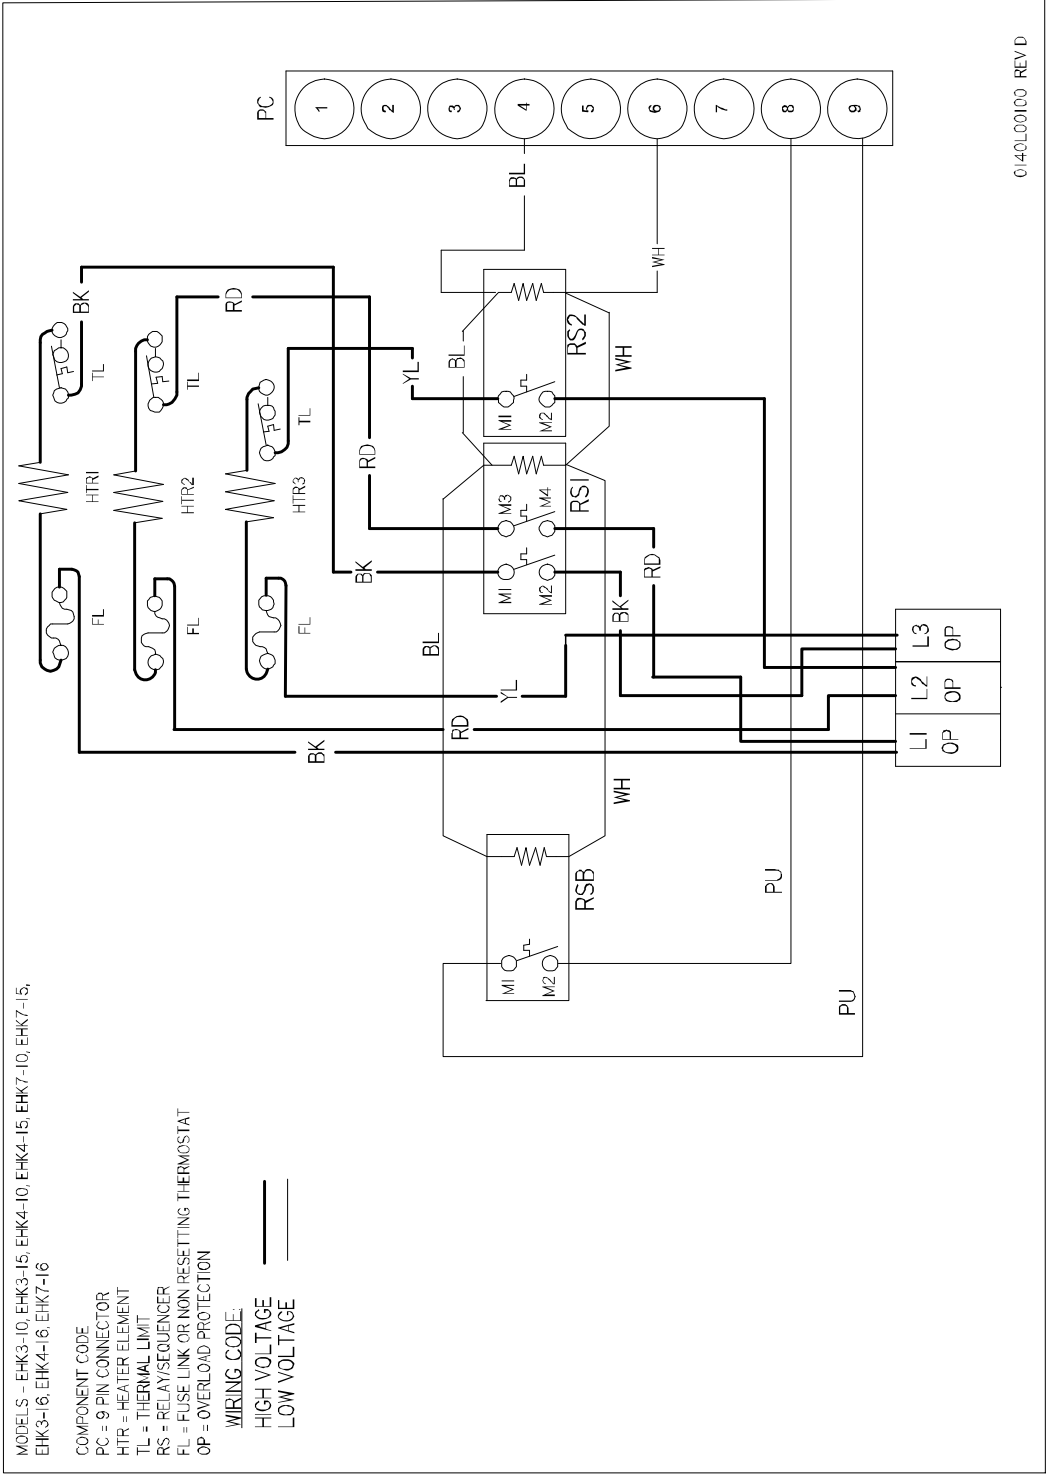 MODELS - EHK3-10, EHK3-15, EHK4-10, EHK4-15, EHK7-10, EHK7-15,
EHK3-16, EHK4-16, EHK7-16
COMPONENT CODE
PC = 9 PIN CONNECTOR
HTR = HEATER ELEMENT
TL = THERMAL LIMIT
RS = RELAY/SEQUENCER
FL = FUSE LINK OR NON RESETTING THERMOSTAT
OP = OVERLOAD PROTECTION
WIRING CODE:
HIGH VOLTAGE
LOW VOLTAGE
FL
HTR1
TL
BK
FL
HTR2
TL
RD
FL
HTR3
TL
BK
BK
RD
YL
RD
YL
BL
BL
BL
M1
M2
RSB
M1
M2
M3
M4
RS1
M1
M2
RS2
WH
WH
WH
BK
RD
PU
PU
L1
OP
L2
OP
L3
OP
PC
1
2
3
4
5
6
7
8
9
0140L00100 REV D